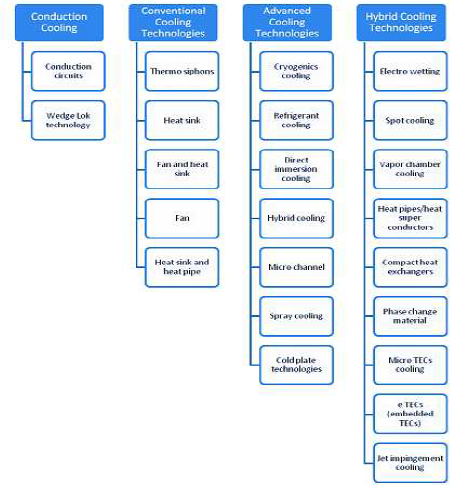 Conduction
Cooling
Conduction
circuits
Wedge Lok
technology
Conventional
Cooling
Technologies
Thermo siphons
Heat sink
Fan and heat
sink
Fan
Heat sink and
heat pipe
Advanced
Cooling
Technologies
Cryogenics
cooling
Refrigerant
cooling
Direct
immersion
cooling
Hybrid cooling
Micro channel
Spray cooling
Cold plate
technologies
Hybrid Cooling
Technologies
Electro wetting
Spot cooling
Vapor chamber
cooling
Heat pipes/heat
super
conductors
Compact heat
exchangers
Phase change
material
Micro TECs
cooling
e TECs
(embedded
TECs)
Jet impingement
cooling